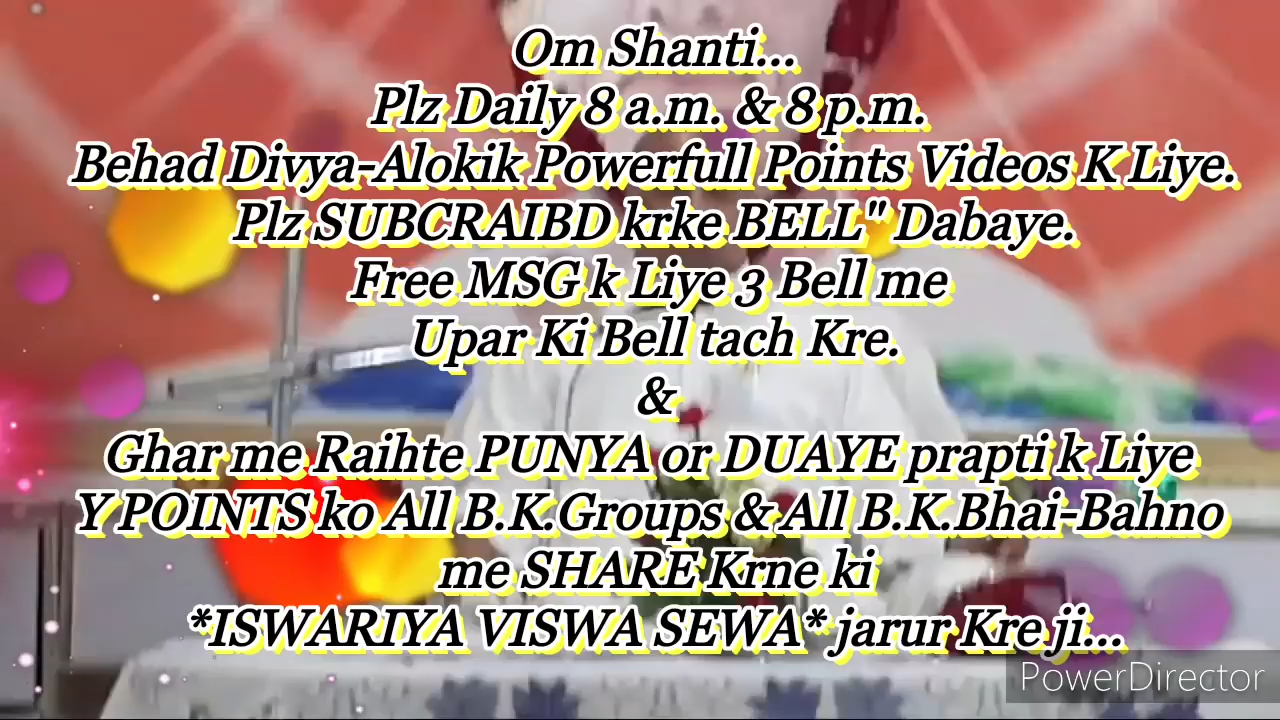 Om Shanti...
Plz Daily 8 a.m. & 8 p.m.
Behad Divya-Alokik Powerfull Points Videos K Liye.
Plz SUBCRAIBD krke BELL" Dabaye.
Free MSG k Liye 3 Bell me
Upar Ki Bell tach Kre.
&
Ghar me Raihte PUNYA or DUAYE prapti k Liye
Y POINTS ko All B.K.Groups & All B.K.Bhai-Bahno
me SHARE Krne ki
*ISWARIYA VISWA SEWA* jarur Kre ji...
PowerDirector